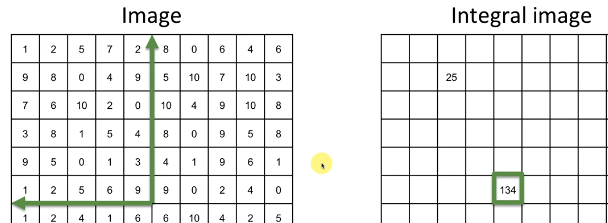 Image Integral image
1 2 5 7 2 8 0 6 4 6
9 8 0 4 9 5 10 7 10 3 25
7 6 10 2 0 10 4 9 10 8
3 8 1 5 4 8 0 9 5 8
9 5 0 1 3 4 1 9 6 1
1 2 5 6 9 9 0 2 4 0 134
1 2 4 1 6 6 10 4 2 5